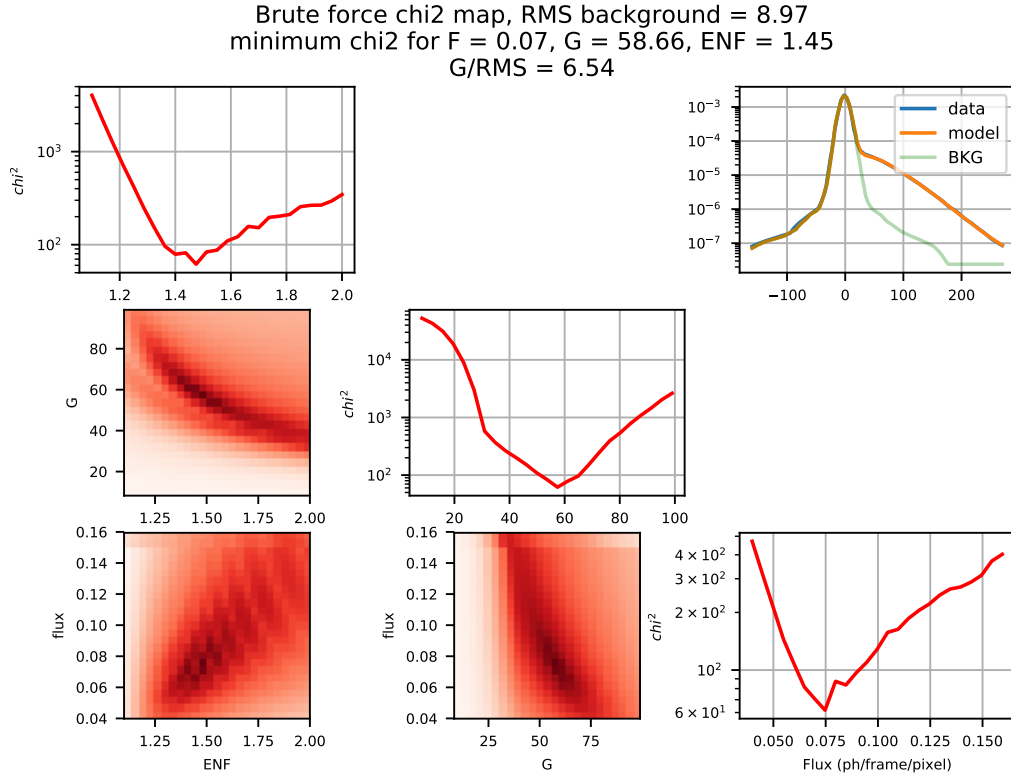 Brute force chi2 map, RMS background = 8.97
minimum chi2 for F = 0.07, G = 58.66, ENF = 1.45
G/RMS = 6.54
chi²
10³
10²
1.2 1.4 1.6 1.8 2.0
10⁻³
10⁻⁴
10⁻⁵
10⁻⁶
10⁻⁷
data
model
BKG
−100 0 100 200
G
80
60
40
20
1.25 1.50 1.75 2.00
chi²
10⁴
10³
10²
20 40 60 80 100
flux
0.16
0.14
0.12
0.10
0.08
0.06
0.04
1.25 1.50 1.75 2.00
ENF
flux
0.16
0.14
0.12
0.10
0.08
0.06
0.04
25 50 75
G
chi²
4 × 10²
3 × 10²
2 × 10²
10²
6 × 10¹
0.050 0.075 0.100 0.125 0.150
Flux (ph/frame/pixel)